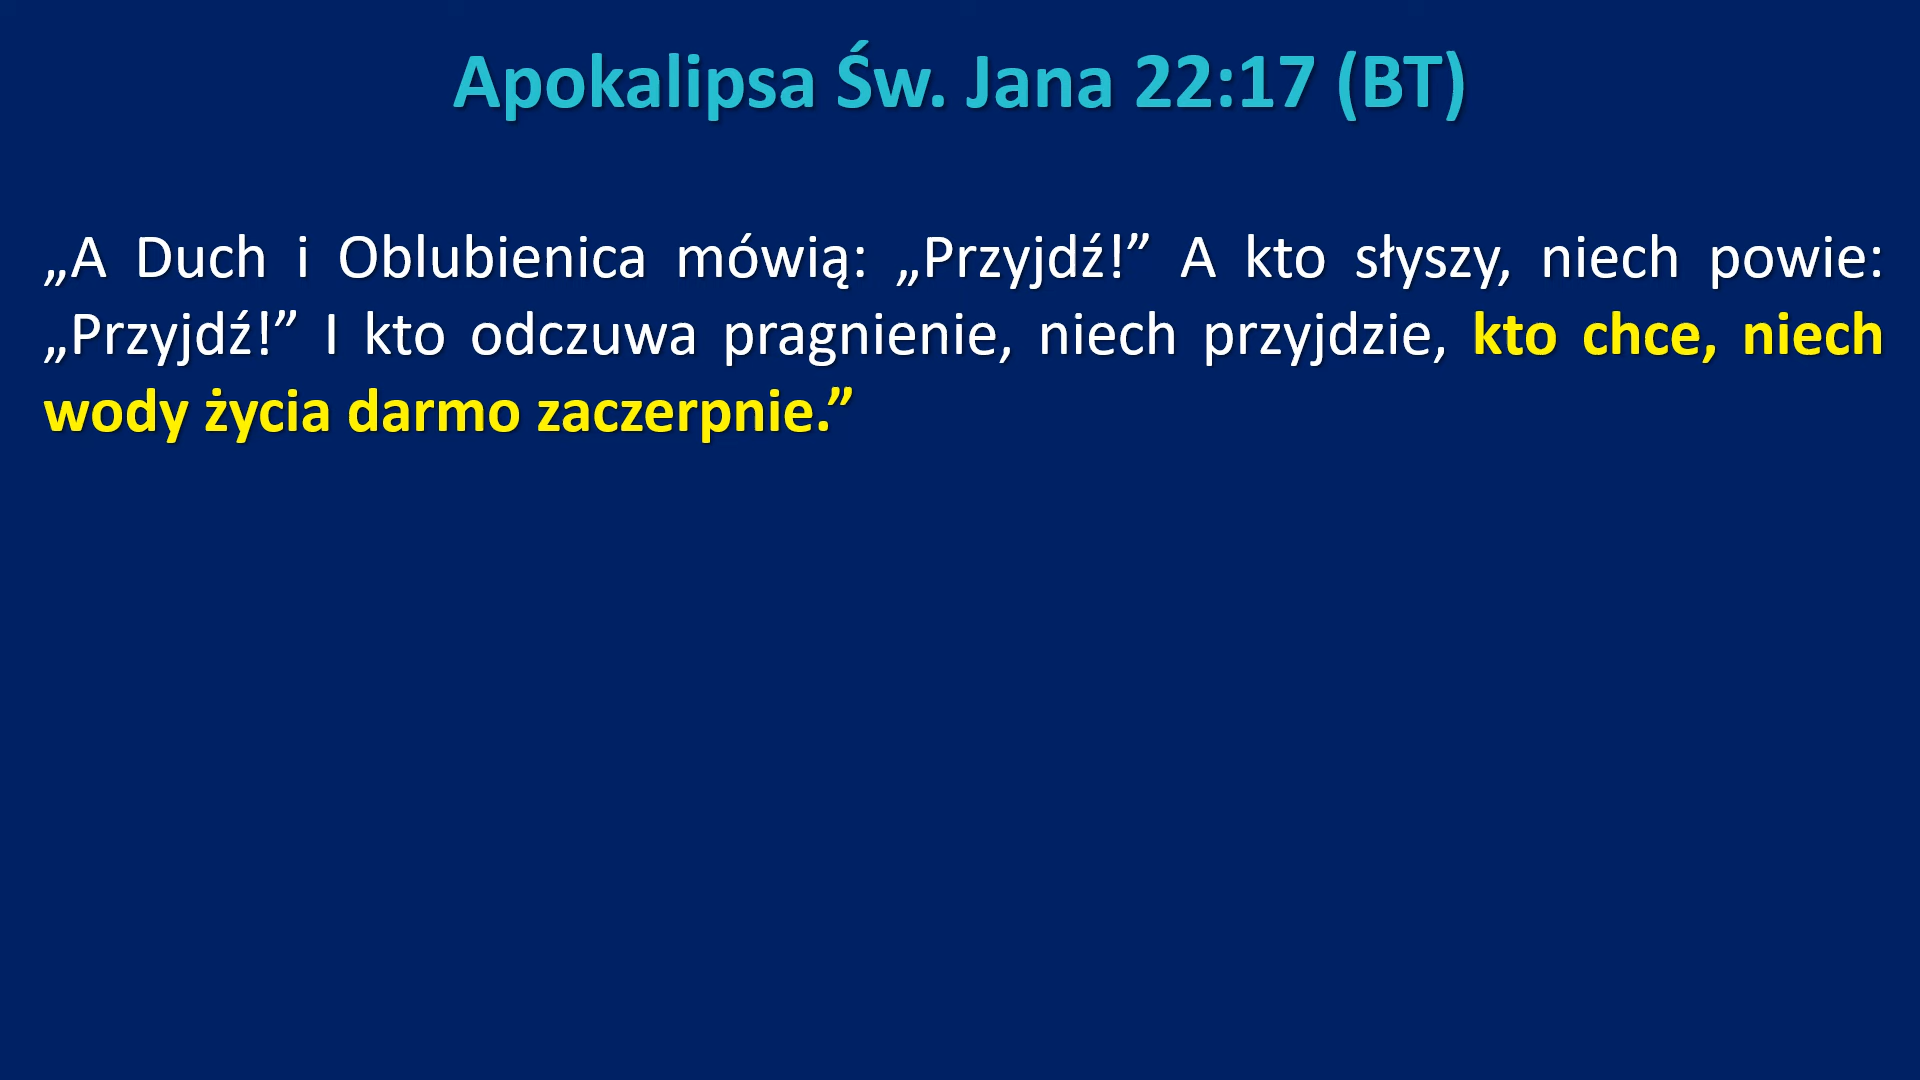 Apokalipsa Św. Jana 22:17 (BT)
„A Duch i Oblubienica mówią: „Przyjdź!” A kto słyszy, niech powie:
„Przyjdź!” I kto odczuwa pragnienie, niech przyjdzie, kto chce, niech
wody życia darmo zaczerpnie.”